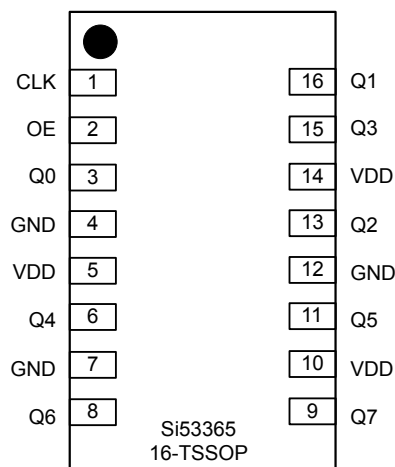 CLK 1 16 Q1
OE 2 15 Q3
Q0 3 14 VDD
GND 4 13 Q2
VDD 5 12 GND
Q4 6 11 Q5
GND 7 10 VDD
Q6 8 9 Q7
Si53365
16-TSSOP